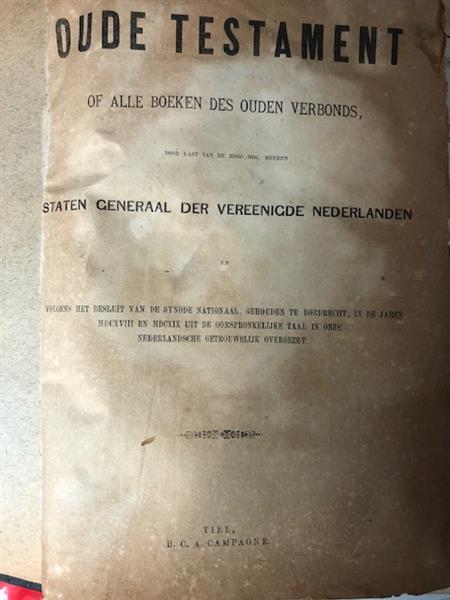 OUDE TESTAMENT
OF ALLE BOEKEN DES OUDEN VERBONDS,
DOOR LAST VAN DE HOOG MOG. HEEREN
STATEN GENERAAL DER VEREENIGDE NEDERLANDEN
EN
VOLGENS HET BESLUIT VAN DE SYNODE NATIONAAL, GEHOUDEN TE DORDRECHT, IN DE JAREN
MDCXVIII EN MDCXIX UIT DE OORSPRONKELIJKE TAAL IN ONZE
NEDERLANDSCHE GETROUWELIJK OVERGEZET.
TIEL,
H. C. A. CAMPAGNE.